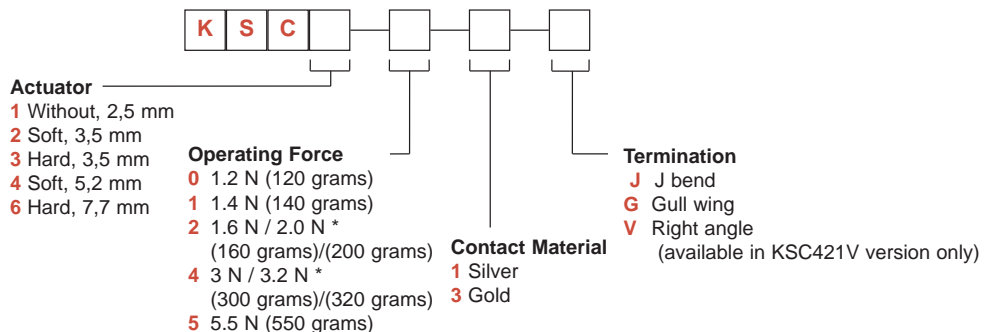 K S C
Actuator
1 Without, 2,5 mm
2 Soft, 3,5 mm
3 Hard, 3,5 mm
4 Soft, 5,2 mm
6 Hard, 7,7 mm
Operating Force
0 1.2 N (120 grams)
1 1.4 N (140 grams)
2 1.6 N / 2.0 N *
(160 grams)/(200 grams)
4 3 N / 3.2 N *
(300 grams)/(320 grams)
5 5.5 N (550 grams)
Contact Material
1 Silver
3 Gold
Termination
J J bend
G Gull wing
V Right angle
(available in KSC421V version only)